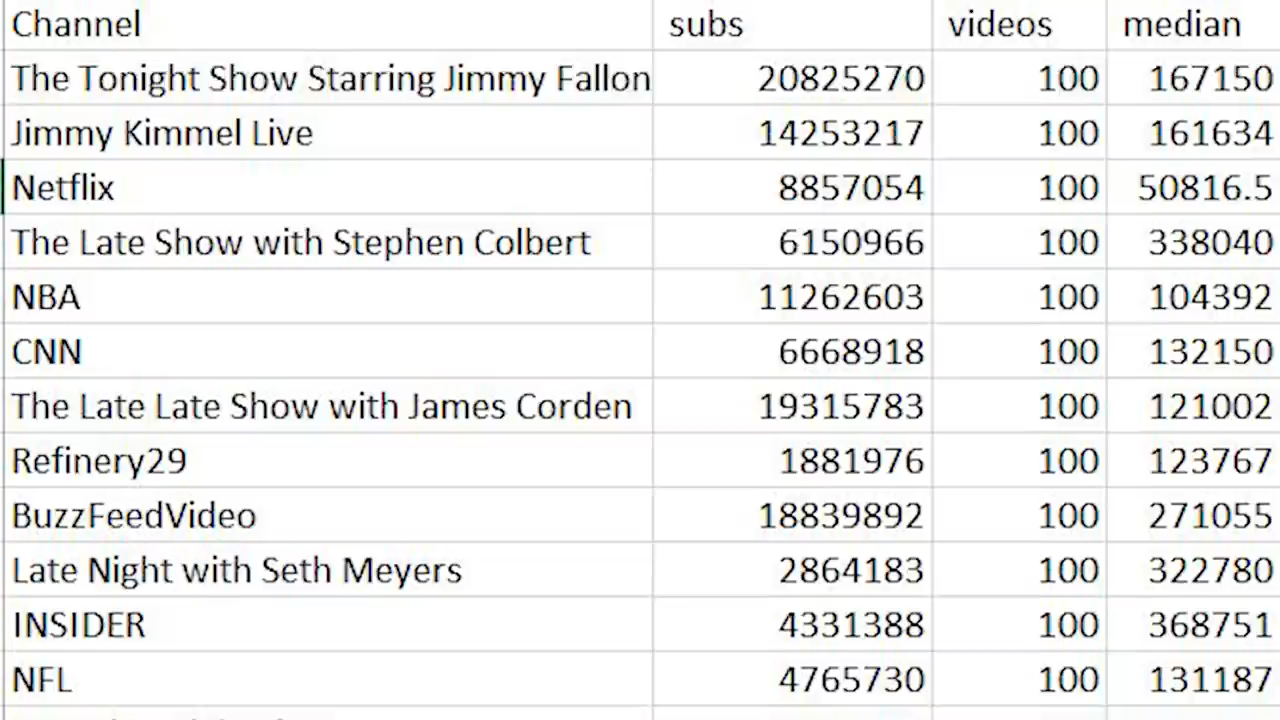 Channel subs videos median
The Tonight Show Starring Jimmy Fallon 20825270 100 167150
Jimmy Kimmel Live 14253217 100 161634
Netflix 8857054 100 50816.5
The Late Show with Stephen Colbert 6150966 100 338040
NBA 11262603 100 104392
CNN 6668918 100 132150
The Late Late Show with James Corden 19315783 100 121002
Refinery29 1881976 100 123767
BuzzFeedVideo 18839892 100 271055
Late Night with Seth Meyers 2864183 100 322780
INSIDER 4331388 100 368751
NFL 4765730 100 131187